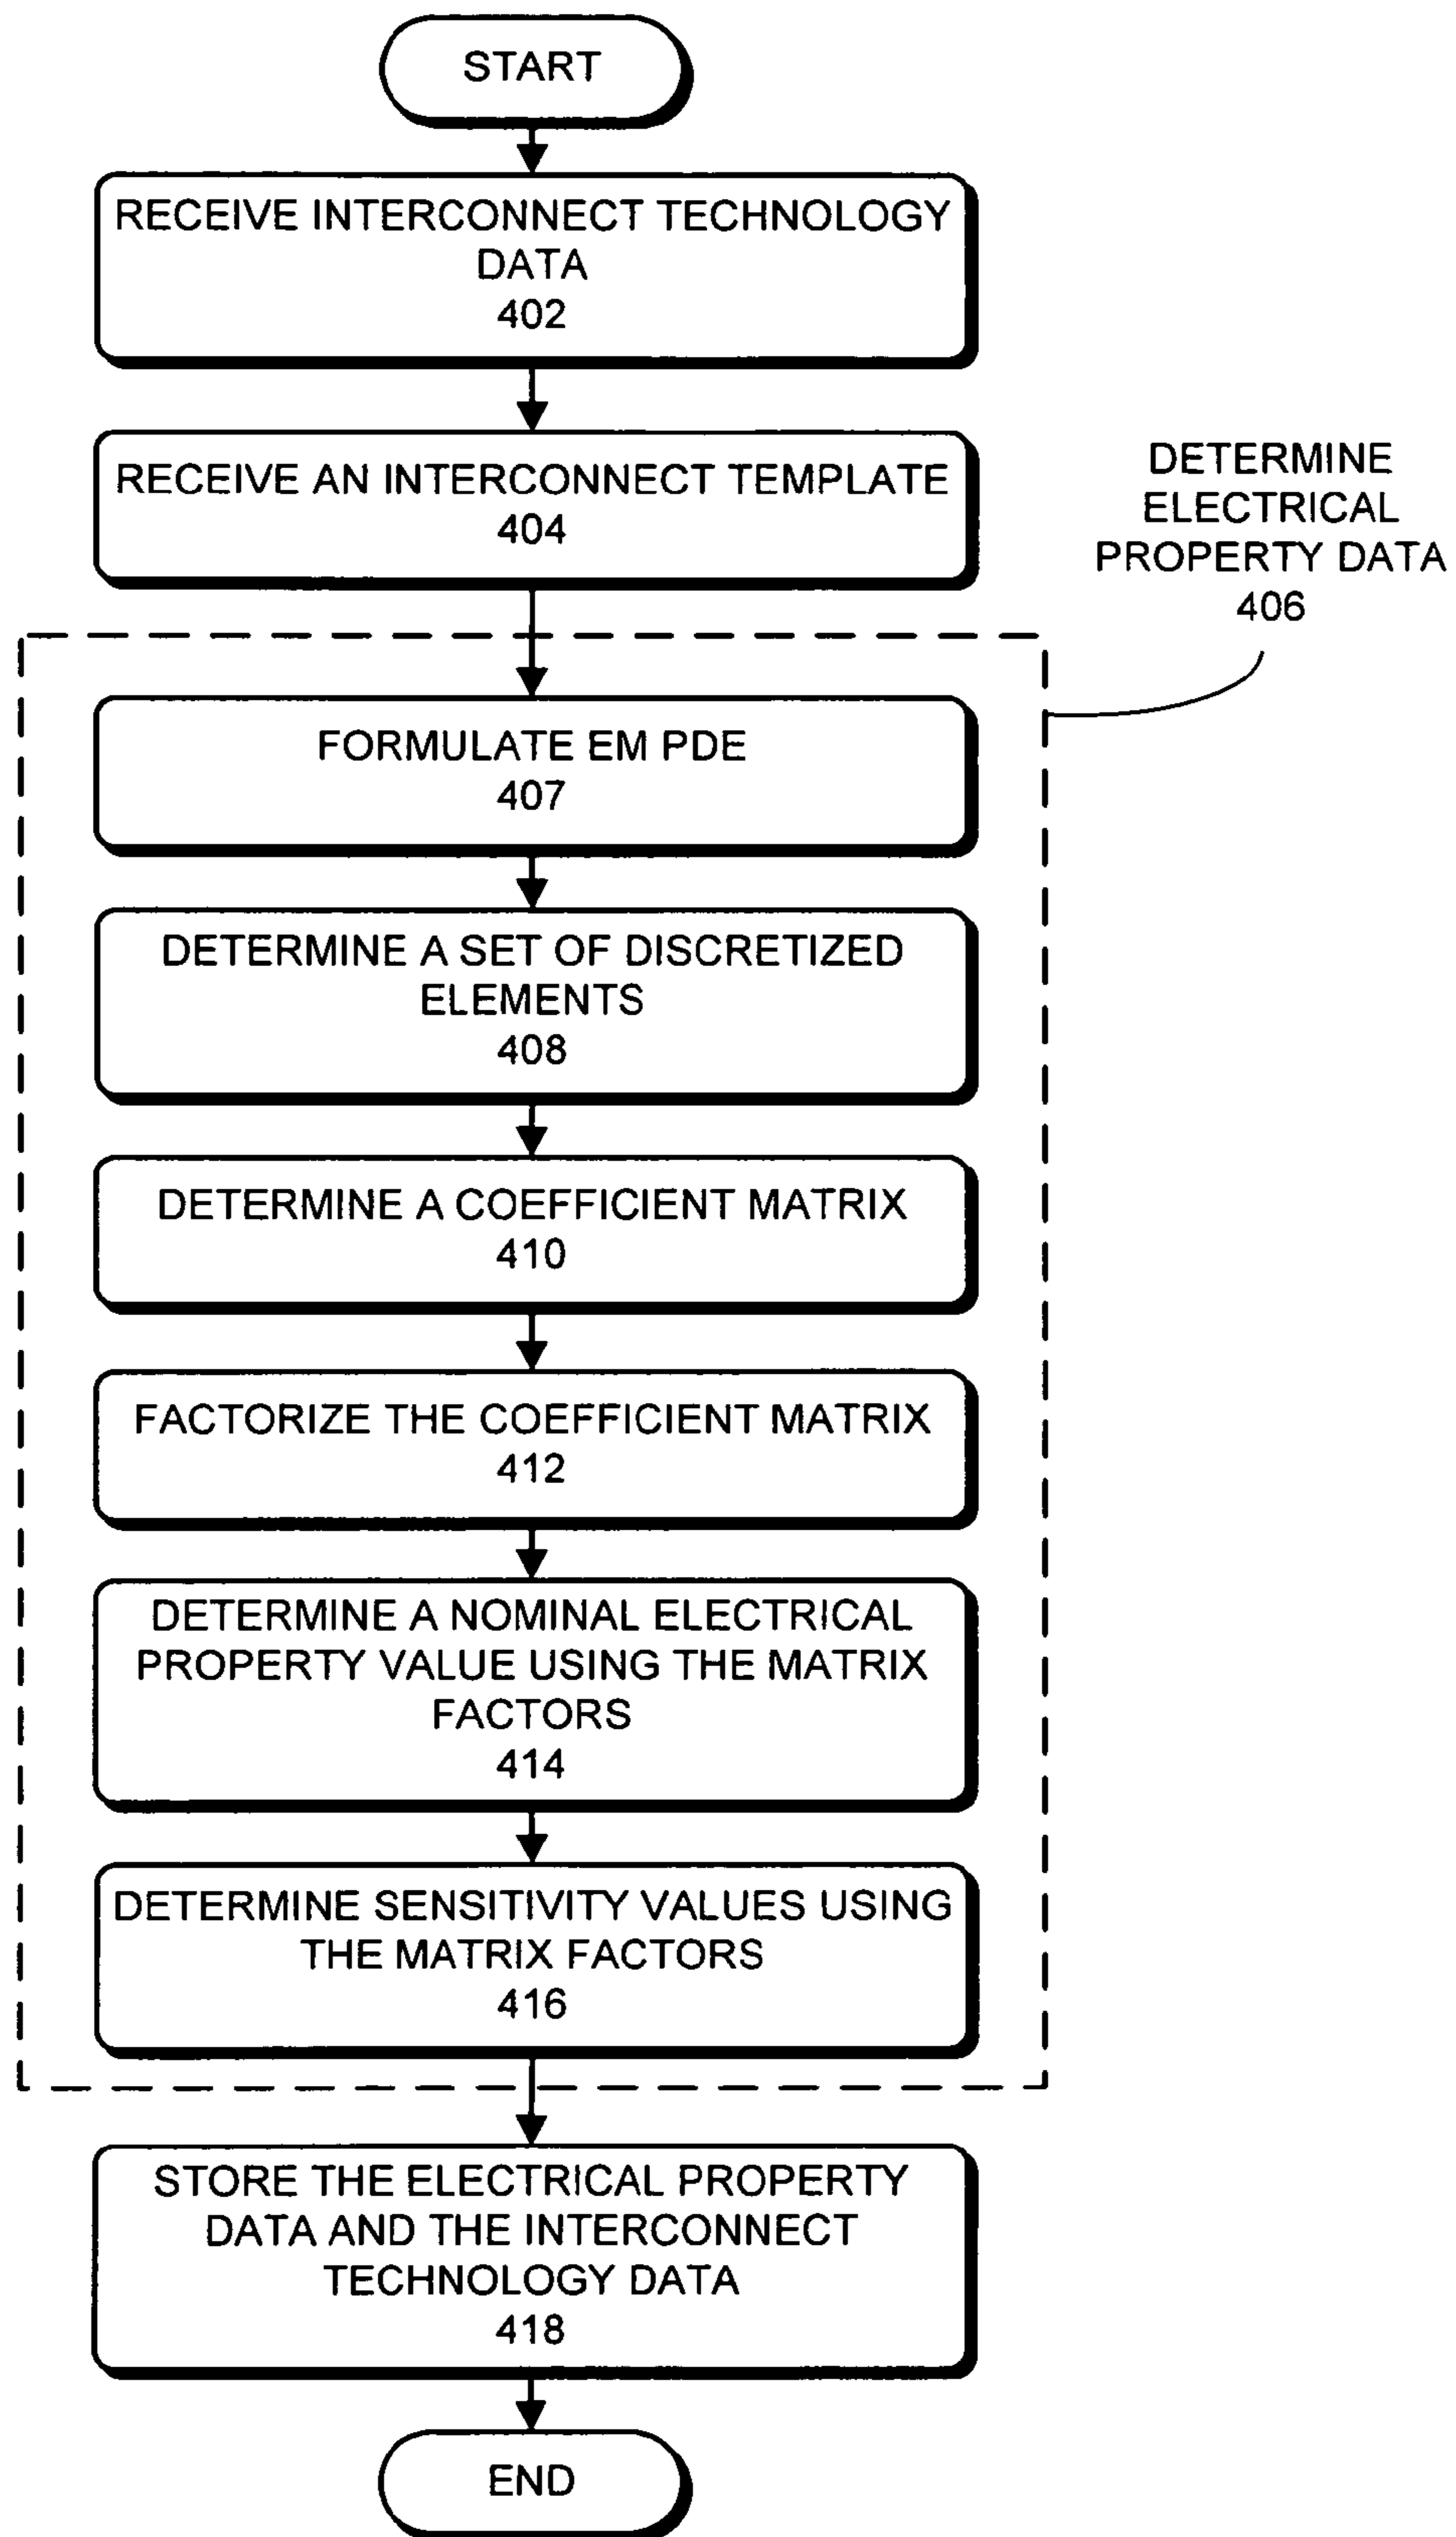 START
RECEIVE INTERCONNECT TECHNOLOGY
DATA
402
RECEIVE AN INTERCONNECT TEMPLATE
404
DETERMINE
ELECTRICAL
PROPERTY DATA
406
FORMULATE EM PDE
407
DETERMINE A SET OF DISCRETIZED
ELEMENTS
408
DETERMINE A COEFFICIENT MATRIX
410
FACTORIZE THE COEFFICIENT MATRIX
412
DETERMINE A NOMINAL ELECTRICAL
PROPERTY VALUE USING THE MATRIX
FACTORS
414
DETERMINE SENSITIVITY VALUES USING
THE MATRIX FACTORS
416
STORE THE ELECTRICAL PROPERTY
DATA AND THE INTERCONNECT
TECHNOLOGY DATA
418
END